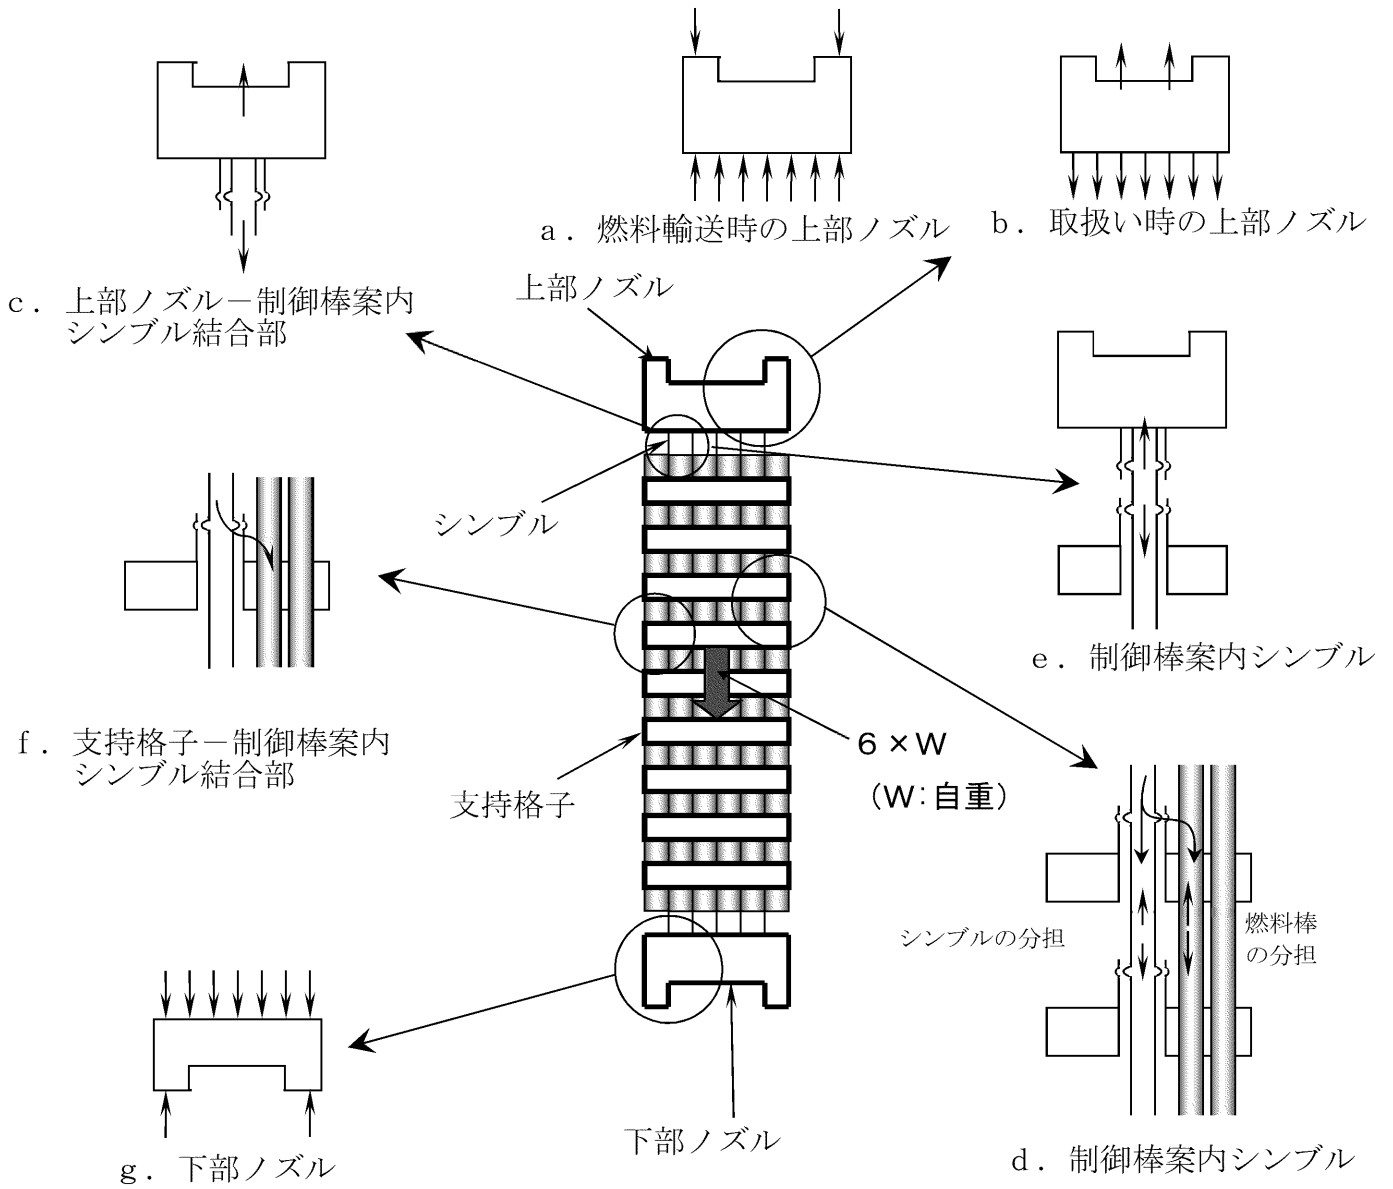 a．燃料輸送時の上部ノズル
b．取扱い時の上部ノズル
c．上部ノズル－制御棒案内
シンブル結合部
上部ノズル
シンブル
e．制御棒案内シンブル
f．支持格子－制御棒案内
シンブル結合部
支持格子
６×Ｗ
（Ｗ：自重）
シンブルの分担
燃料棒
の分担
下部ノズル
g．下部ノズル
d．制御棒案内シンブル